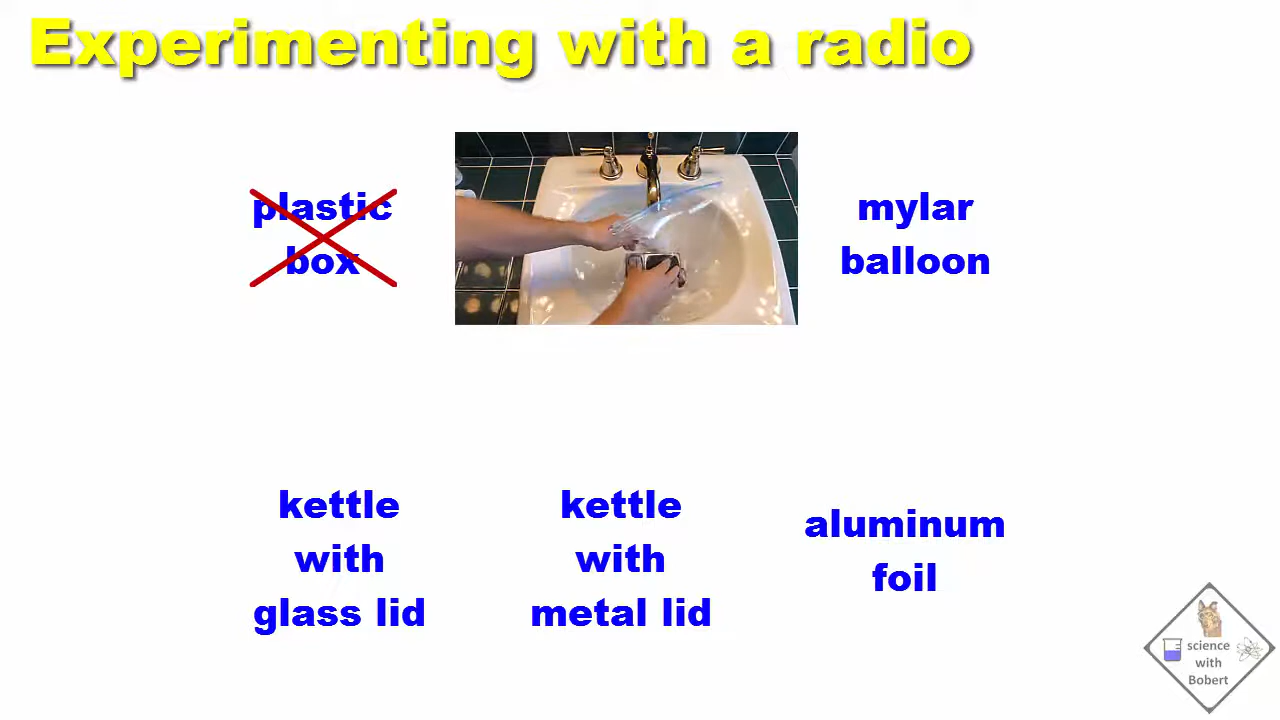 Experimenting with a radio
plastic
box
mylar
balloon
kettle
with
glass lid
kettle
with
metal lid
aluminum
foil
science
with
Bobert